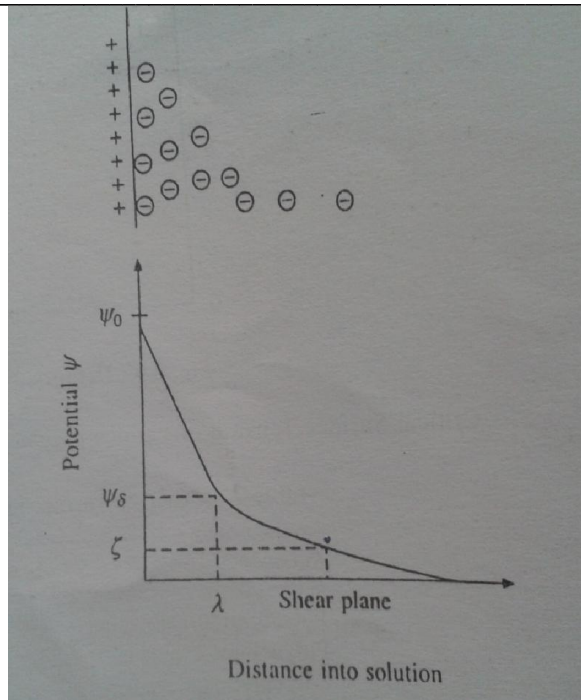 +
+ ⊖
+ ⊖
+ ⊖
+ ⊖ ⊖
+ ⊖ ⊖
+ ⊖ ⊖ ⊖
+ ⊖ ⊖ ⊖ ⊖
ψ0
Potential ψ
ψδ
ζ
λ Shear plane
Distance into solution